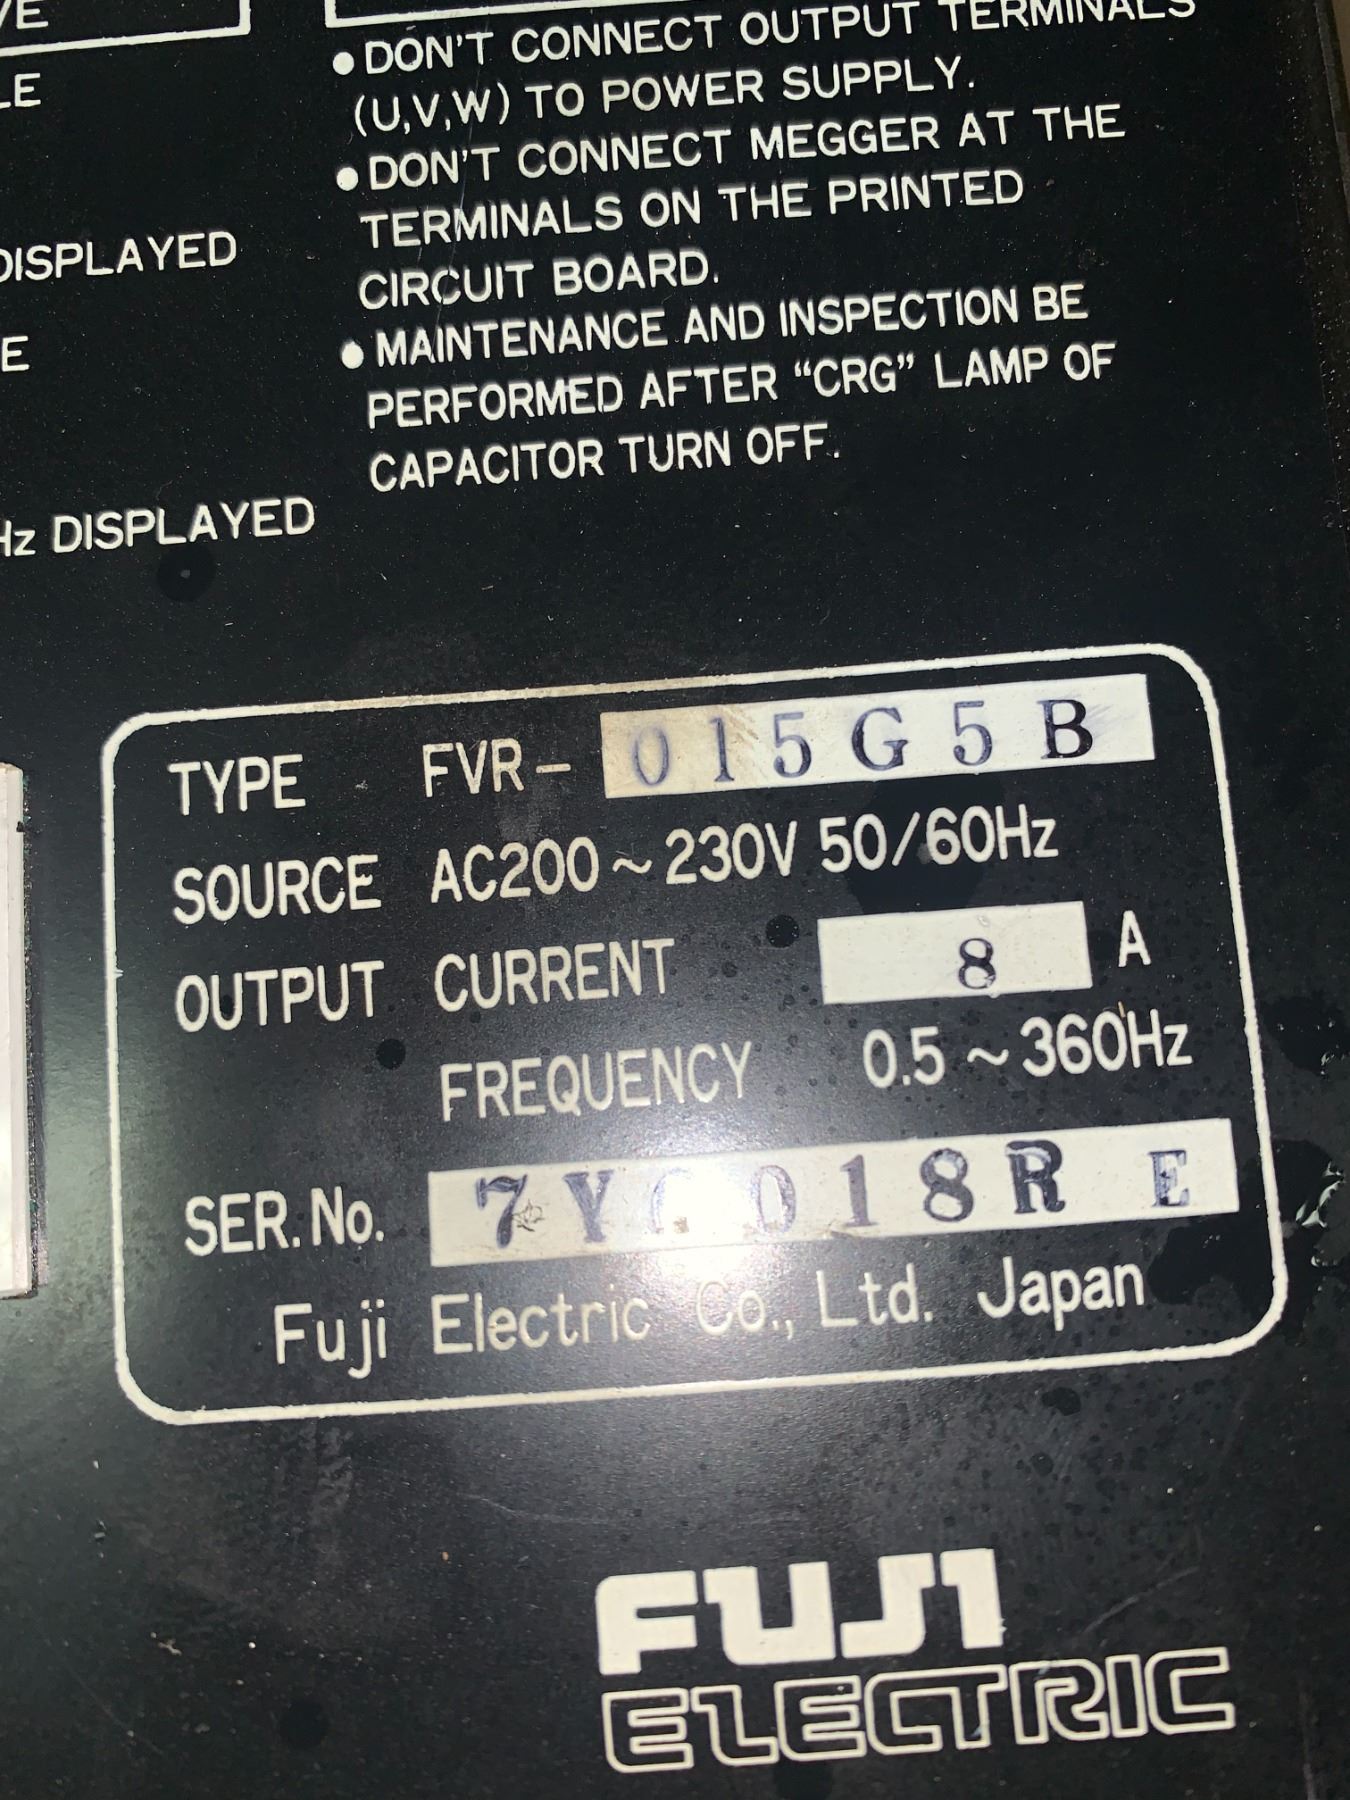 DON'T CONNECT OUTPUT TERMINALS
(U,V,W) TO POWER SUPPLY.
DON'T CONNECT MEGGER AT THE
TERMINALS ON THE PRINTED
CIRCUIT BOARD.
MAINTENANCE AND INSPECTION BE
PERFORMED AFTER “CRG” LAMP OF
CAPACITOR TURN OFF.
DISPLAYED
Hz DISPLAYED
TYPE FVR-015G5B
SOURCE AC200~230V 50/60Hz
OUTPUT CURRENT 8 A
FREQUENCY 0.5~360Hz
SER. No.
Fuji Electric Co., Ltd. Japan
FUJI
ELECTRIC